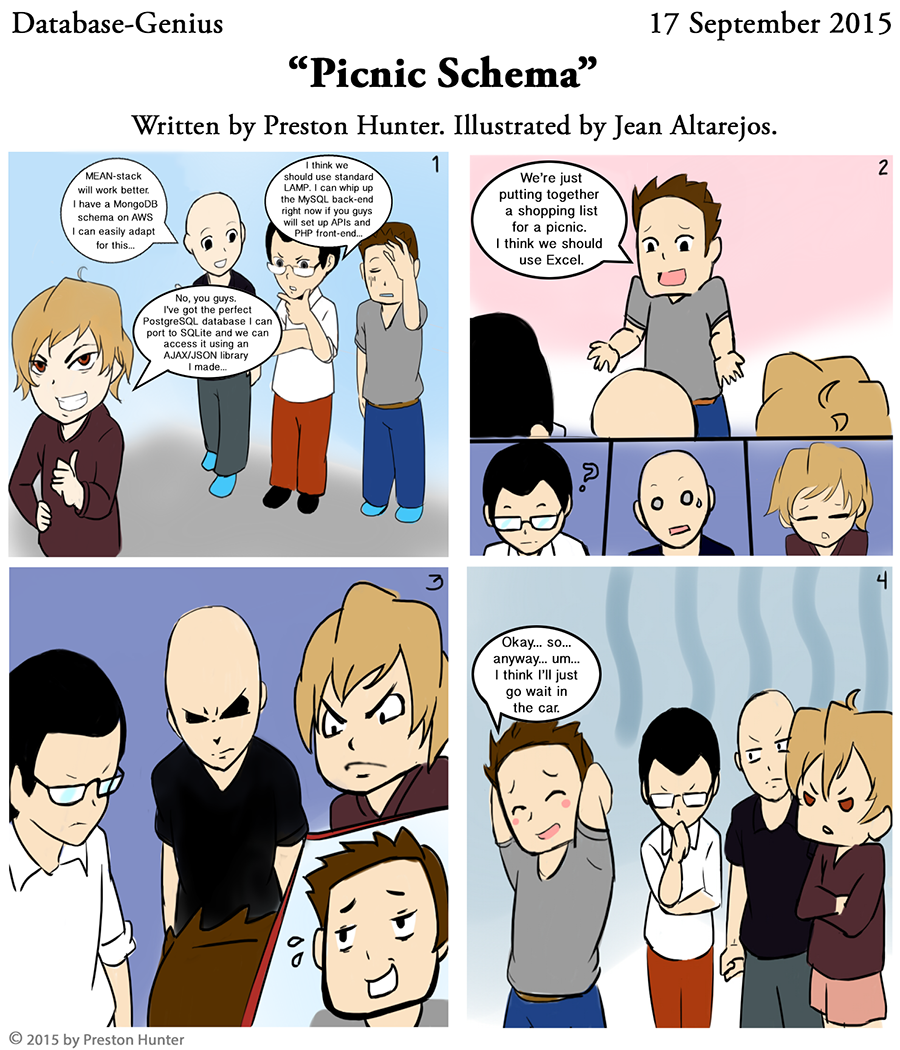 Database-Genius
17 September 2015
“Picnic Schema”
Written by Preston Hunter. Illustrated by Jean Altarejos.
1
MEAN-stack
will work better.
I have a MongoDB
schema on AWS
I can easily adapt
for this...
I think we
should use standard
LAMP. I can whip up
the MySQL back-end
right now if you guys
will set up APIs and
PHP front-end...
No, you guys.
I've got the perfect
PostgreSQL database I can
port to SQLite and we can
access it using an
AJAX/JSON library
I made...
2
We're just
putting together
a shopping list
for a picnic.
I think we should
use Excel.
?
3
4
Okay... so...
anyway... um...
I think I'll just
go wait in
the car.
© 2015 by Preston Hunter